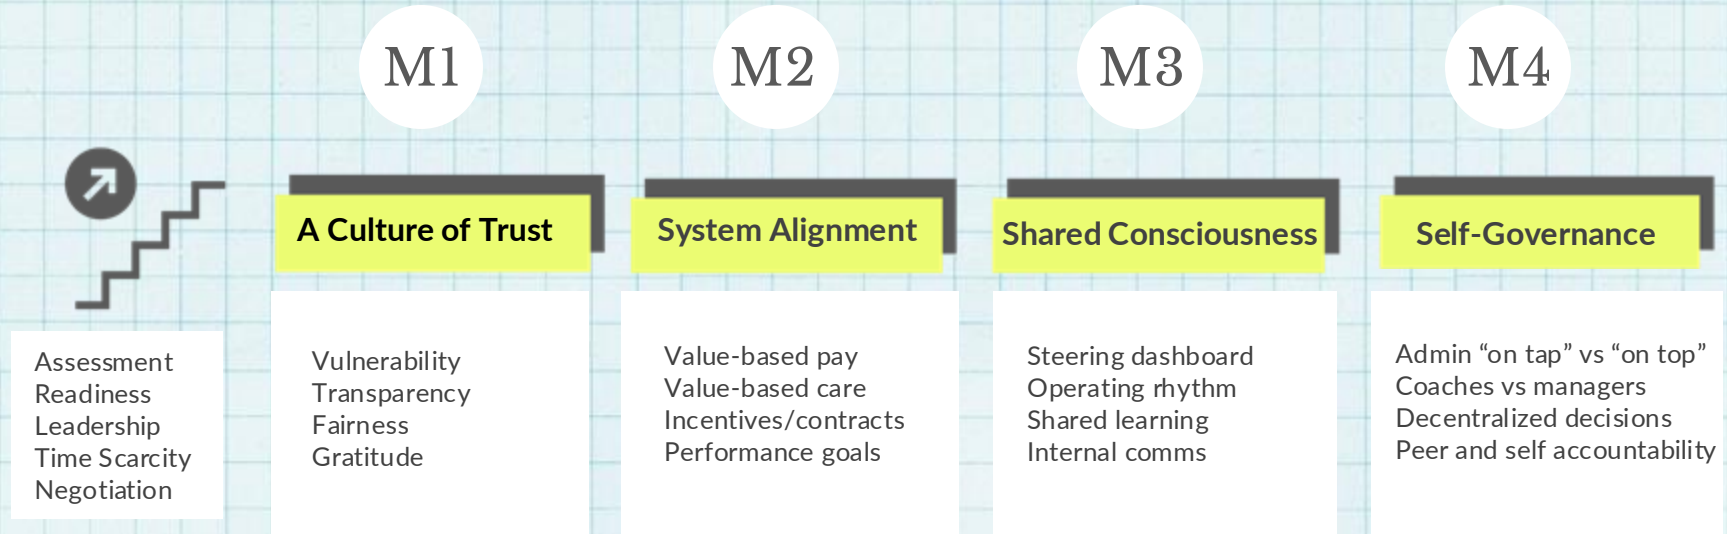 M1
M2
M3
M4
A Culture of Trust
System Alignment
Shared Consciousness
Self-Governance
Assessment
Readiness
Leadership
Time Scarcity
Negotiation
Vulnerability
Transparency
Fairness
Gratitude
Value-based pay
Value-based care
Incentives/contracts
Performance goals
Steering dashboard
Operating rhythm
Shared learning
Internal comms
Admin “on tap” vs “on top”
Coaches vs managers
Decentralized decisions
Peer and self accountability